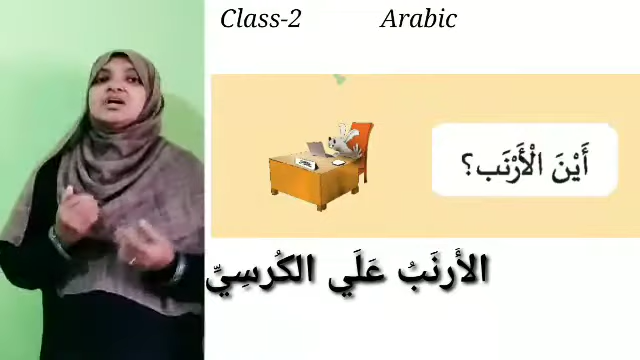 Class-2 Arabic
أَيْنَ الْأَرْنَب؟
الأَرنَبُ عَلَي الكُرسِيِّ